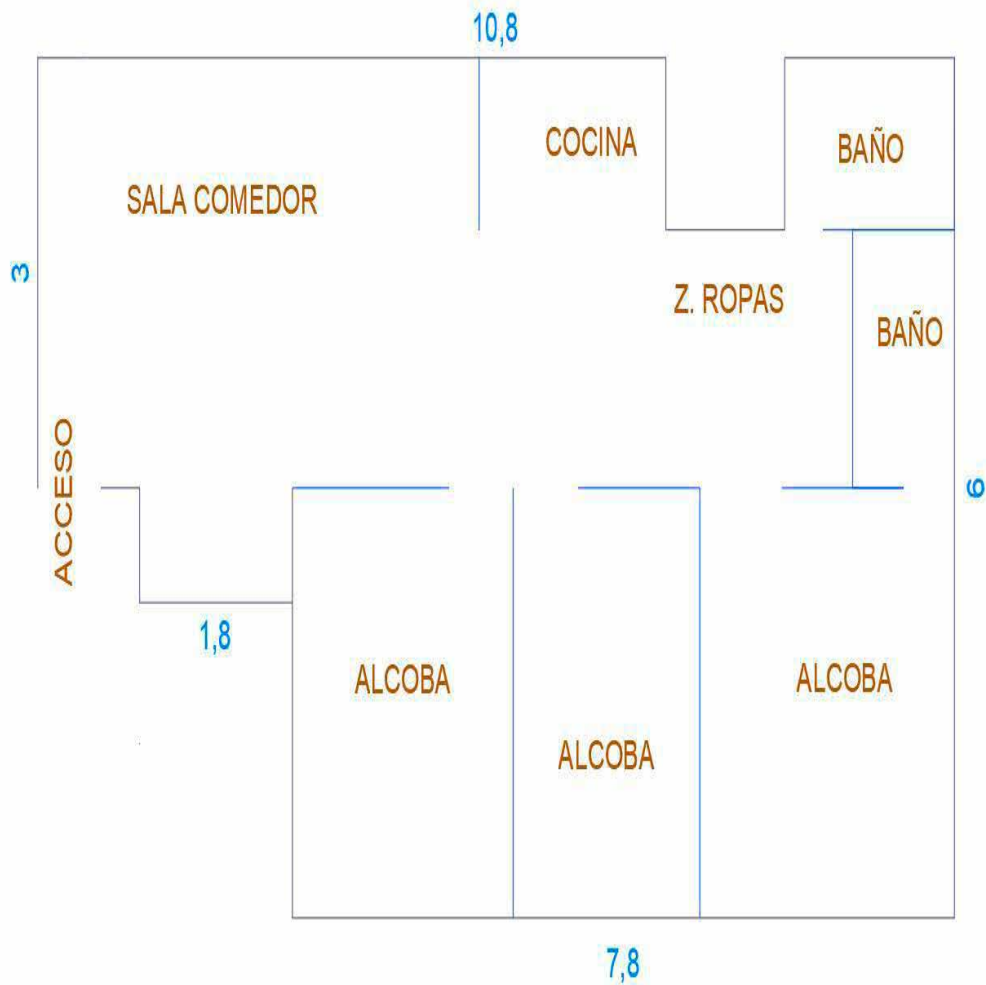 10,8
COCINA
BAÑO
SALA COMEDOR
3
Z. ROPAS
BAÑO
ACCESO
6
1,8
ALCOBA
ALCOBA
ALCOBA
7,8